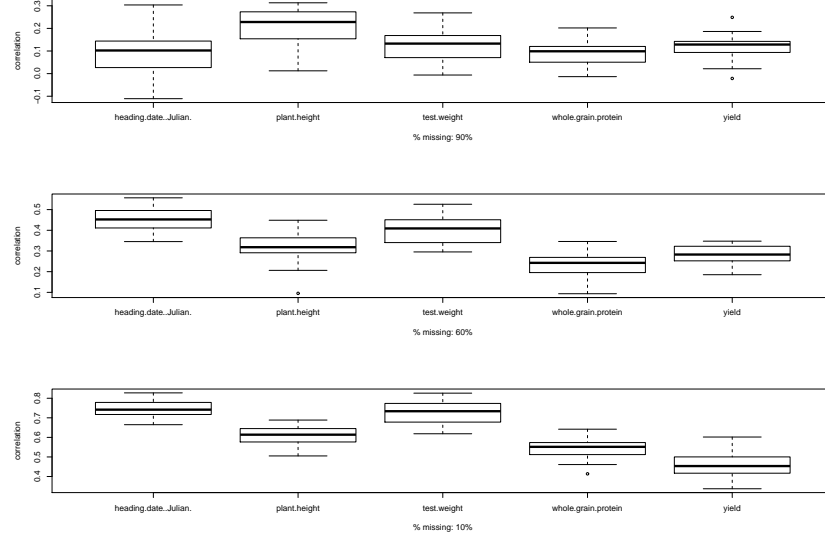 correlation
0.3
0.2
0.1
0.0
-0.1
heading.date..Julian. plant.height test.weight whole.grain.protein yield
% missing: 90%
correlation
0.5
0.4
0.3
0.2
0.1
heading.date..Julian. plant.height test.weight whole.grain.protein yield
% missing: 60%
correlation
0.8
0.7
0.6
0.5
0.4
heading.date..Julian. plant.height test.weight whole.grain.protein yield
% missing: 10%